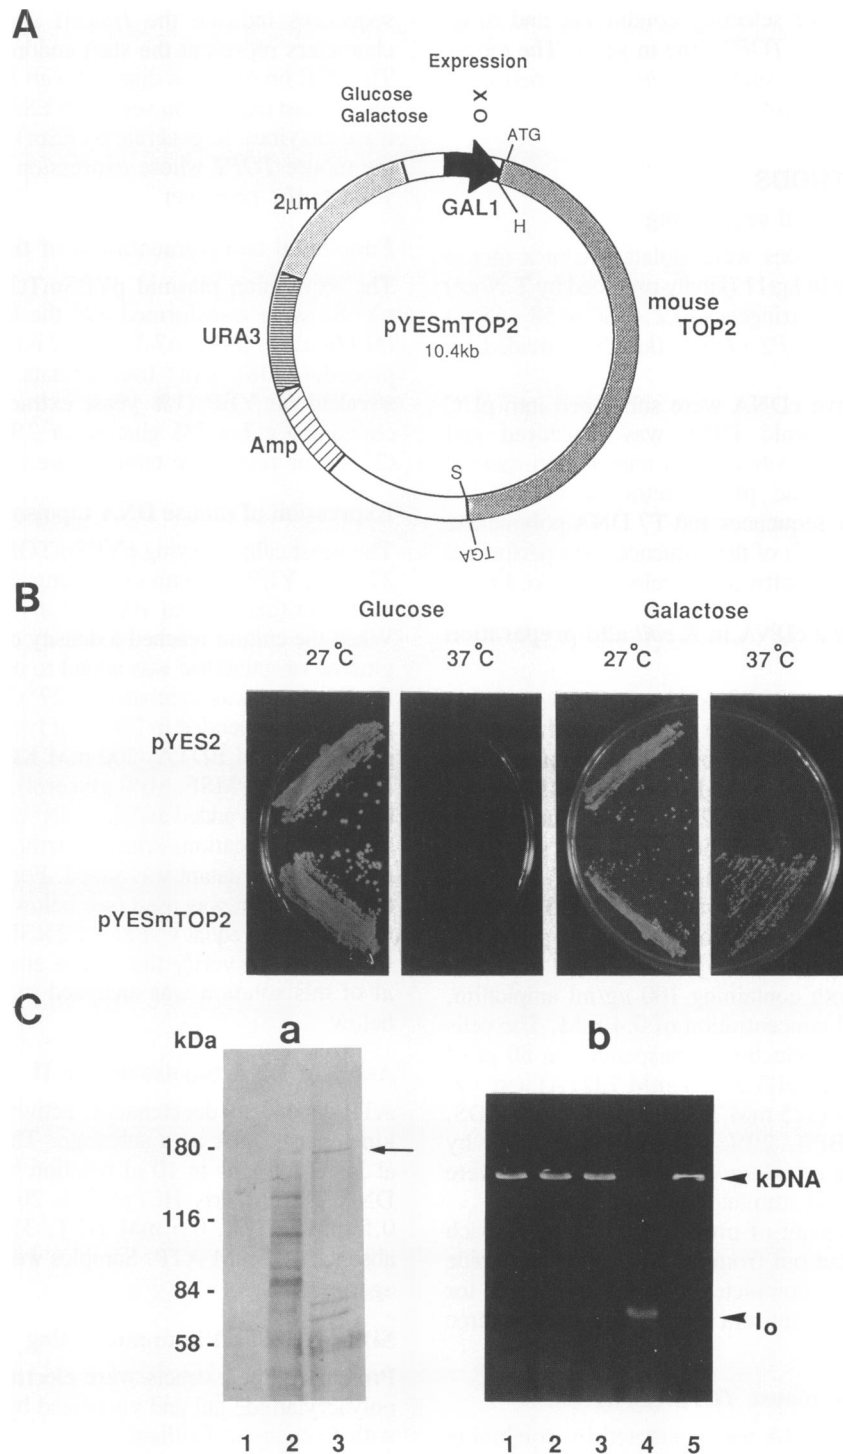 A
Expression
Glucose X
Galactose O
ATG
GAL1
H
2μm
URA3
pYESmTOP2
10.4kb
mouse
TOP2
Amp
S
TGA
B
Glucose
Galactose
27°C
37°C
27°C
37°C
pYES2
pYESmTOP2
C
a
b
kDa
180 -
116 -
84 -
58 -
kDNA
Io
1 2 3
1 2 3 4 5